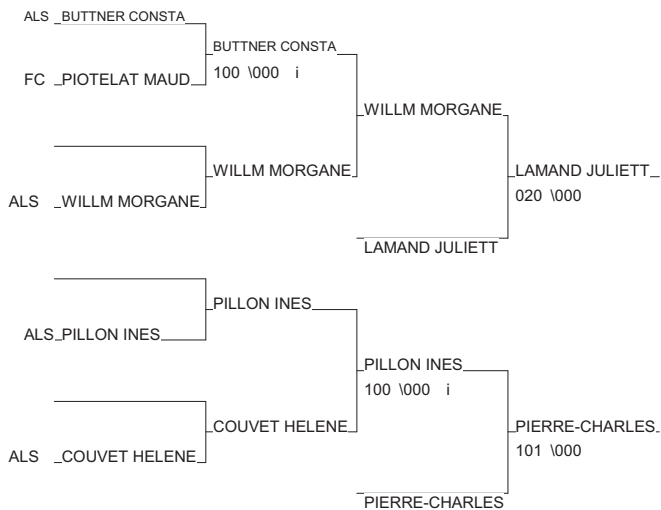 ALS BUTTNER CONSTA
BUTTNER CONSTA
100 \000 i
FC PIOTELAT MAUD
WILLM MORGANE
WILLM MORGANE
LAMAND JULIETT
020 \000
ALS WILLM MORGANE
LAMAND JULIETT
PILLON INES
ALS PILLON INES
PILLON INES
100 \000 i
COUVET HELENE
PIERRE-CHARLES
101 \000
ALS COUVET HELENE
PIERRE-CHARLES